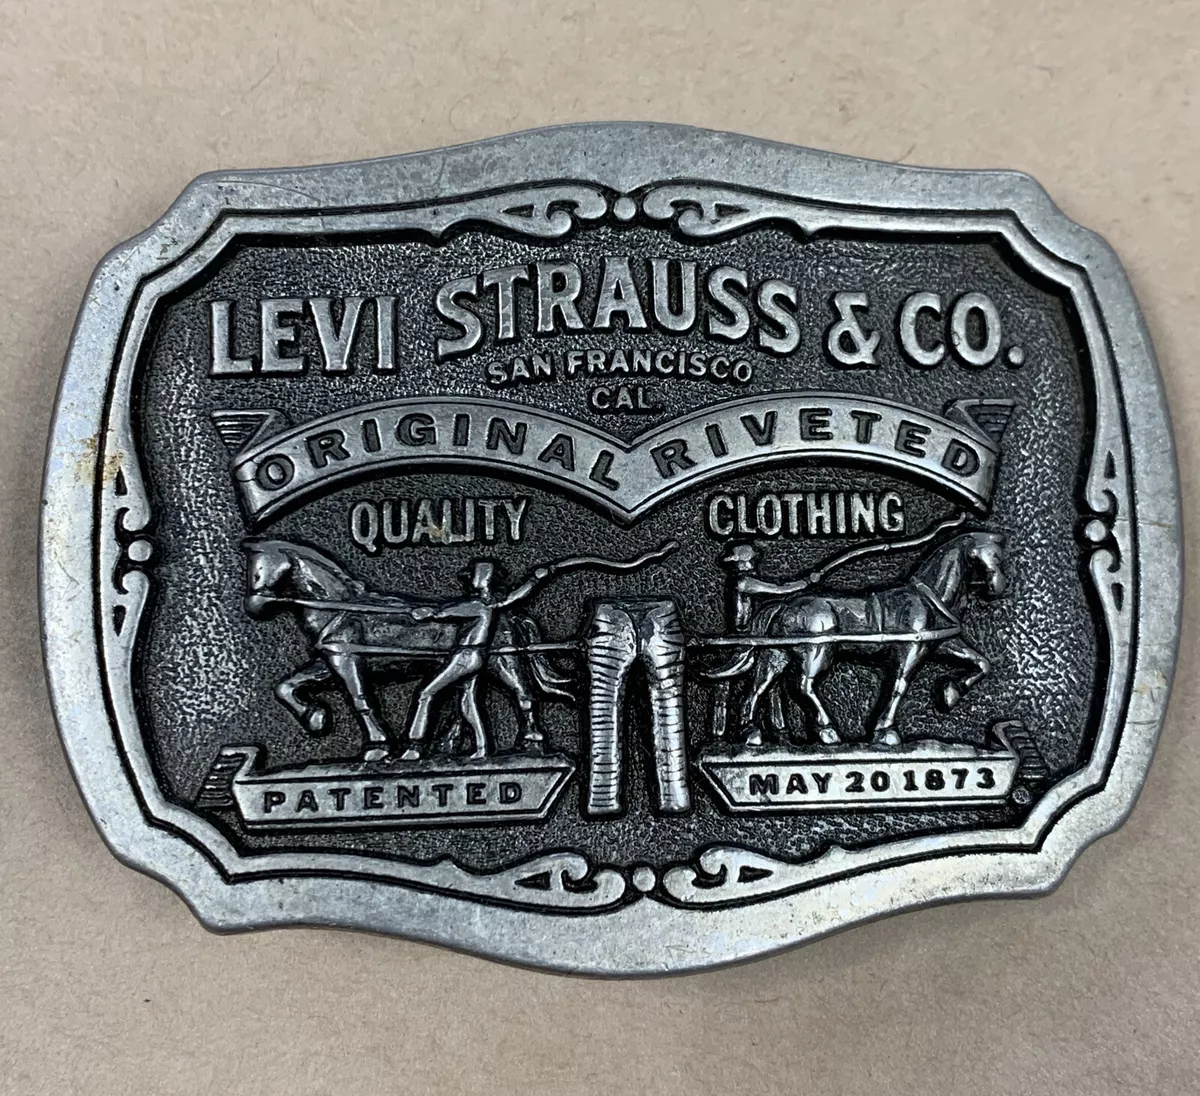 LEVI STRAUSS & CO.
SAN FRANCISCO
CAL.
ORIGINAL RIVETED
QUALITY CLOTHING
PATENTED MAY 20 1873